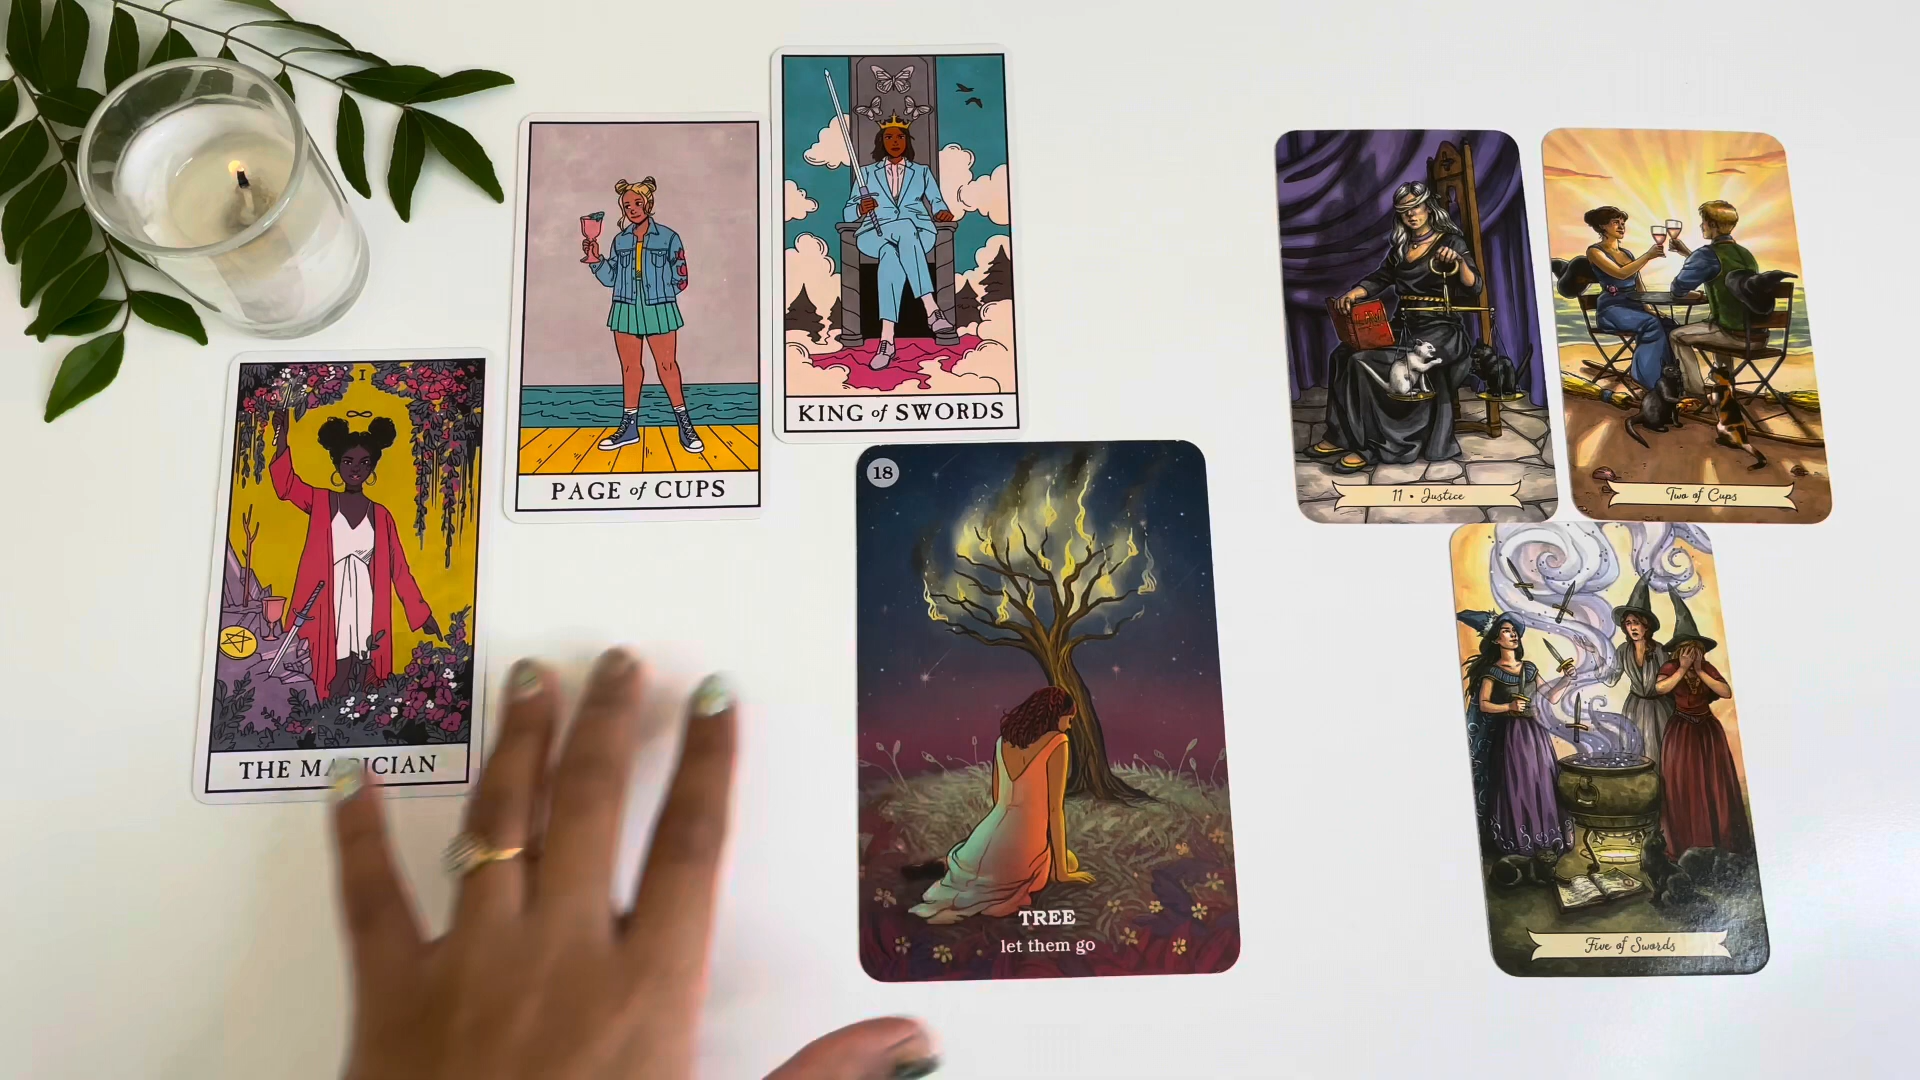 I
THE MAGICIAN
PAGE of CUPS
KING of SWORDS
18
TREE
let them go
11 • Justice
Two of Cups
Five of Swords